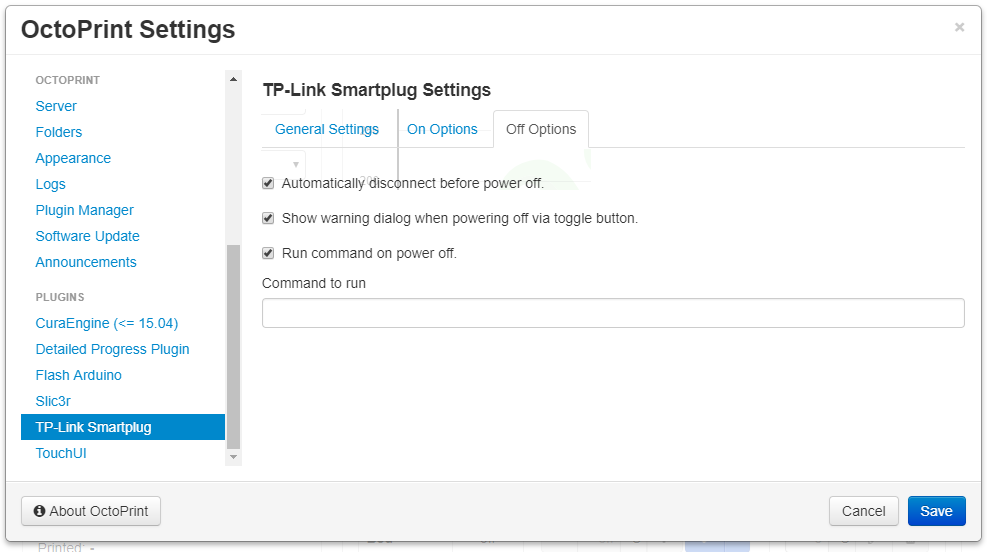 OctoPrint Settings
×
OCTOPRINT
Server
Folders
Appearance
Logs
Plugin Manager
Software Update
Announcements
PLUGINS
CuraEngine (<= 15.04)
Detailed Progress Plugin
Flash Arduino
Slic3r
TP-Link Smartplug
TouchUI
TP-Link Smartplug Settings
General Settings On Options Off Options
Automatically disconnect before power off.
Show warning dialog when powering off via toggle button.
Run command on power off.
Command to run
About OctoPrint
Cancel Save
Printed: -